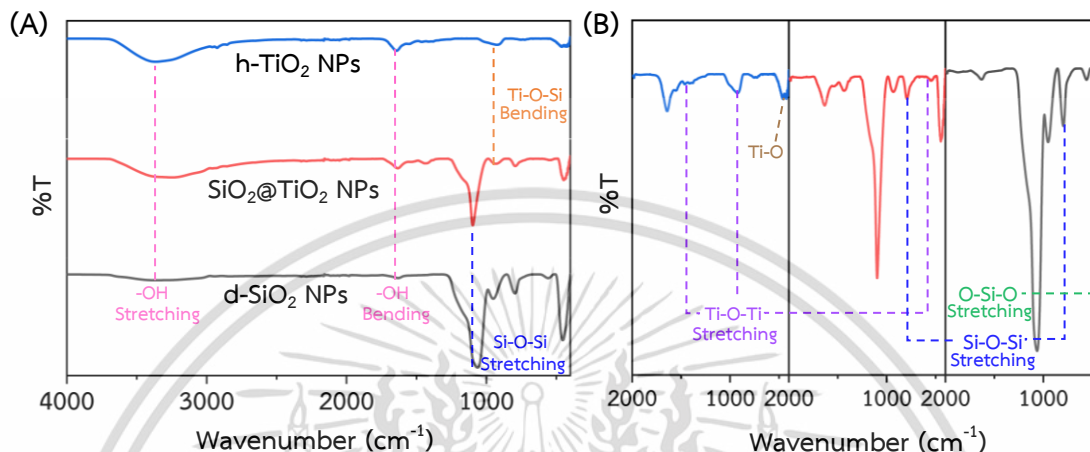 (A)
h-TiO₂ NPs
Ti-O-Si
Bending
SiO₂@TiO₂ NPs
d-SiO₂ NPs
-OH
Stretching
-OH
Bending
Si-O-Si
Stretching
%T
4000
3000
2000
1000
Wavenumber (cm⁻¹)
(B)
Ti-O
Ti-O-Ti
Stretching
O-Si-O
Stretching
Si-O-Si
Stretching
%T
2000
1000
2000
1000
2000
1000
Wavenumber (cm⁻¹)